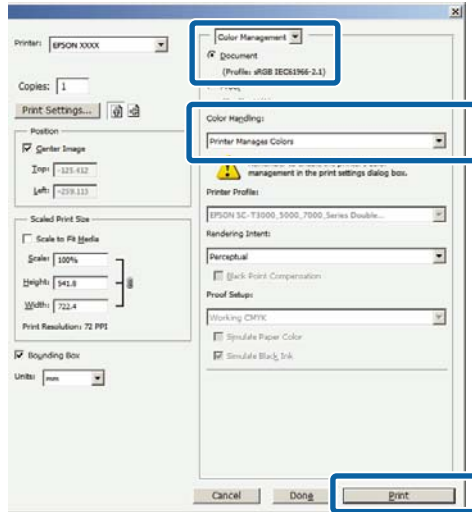 Printer: EPSON XXXX
Copies: 1
Print Settings...
Position
Center Image
Top: -125.412
Left: -259.113
Scaled Print Size
Scale to Fit Media
Scale: 100%
Height: 541.8
Width: 722.4
Print Resolution: 72 PPI
Bounding Box
Units: mm
Color Management
Document
(Profile: sRGB IEC61966-2.1)
Color Handling:
Printer Manages Colors
management in the print settings dialog box.
Printer Profile:
EPSON SC-T3000_5000_7000_Series Double...
Rendering Intent:
Perceptual
Black Point Compensation
Proof Setup:
Working CMYK
Simulate Paper Color
Simulate Black Ink
Cancel
Done
Print